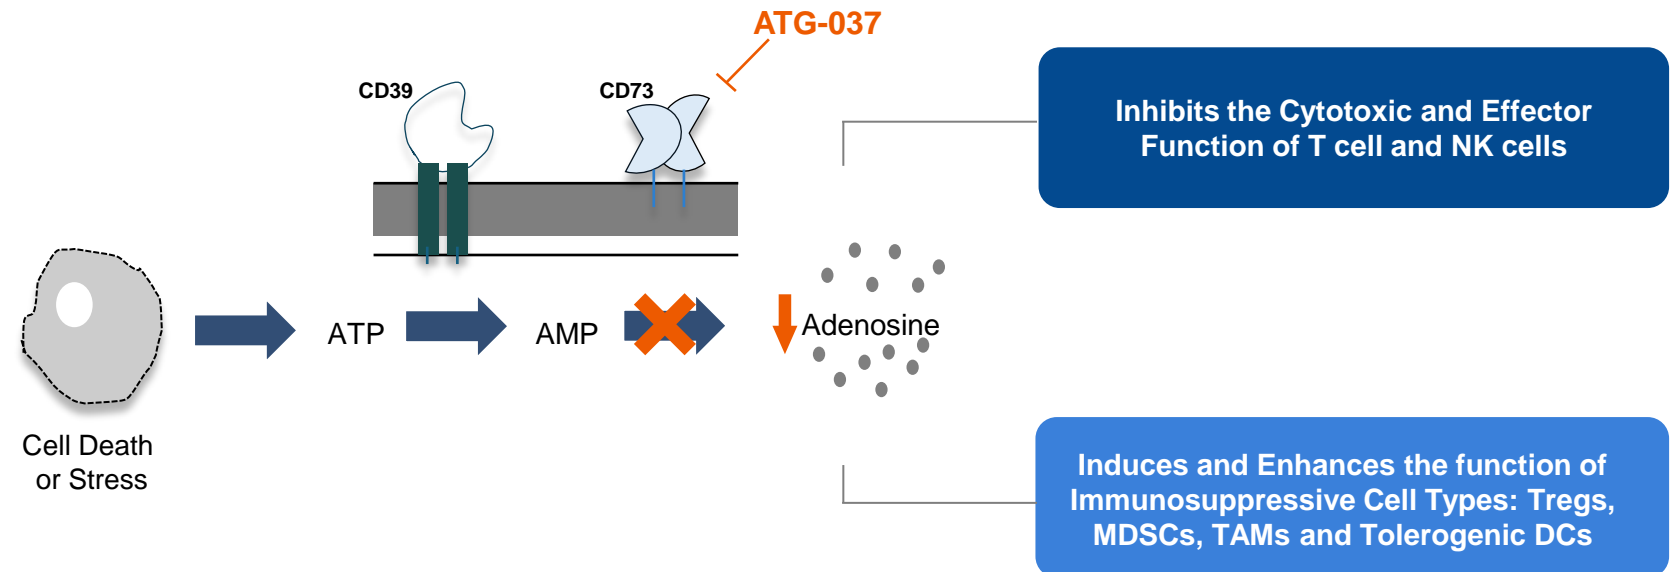 ATG-037
CD39
CD73
Inhibits the Cytotoxic and Effector
Function of T cell and NK cells
ATP
AMP
Adenosine
Cell Death
or Stress
Induces and Enhances the function of
Immunosuppressive Cell Types: Tregs,
MDSCs, TAMs and Tolerogenic DCs